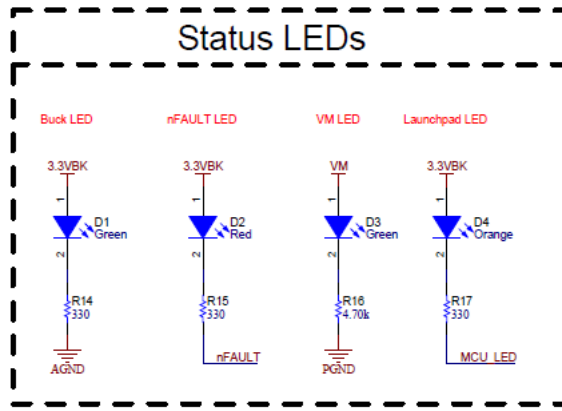 Status LEDs
Buck LED nFAULT LED VM LED Launchpad LED
3.3VBK 3.3VBK VM 3.3VBK
1 1 1 1
D1 D2 D3 D4
Green Red Green Orange
2 2 2 2
R14 R15 R16 R17
330 330 4.70k 330
nFAULT MCU_LED
AGND PGND